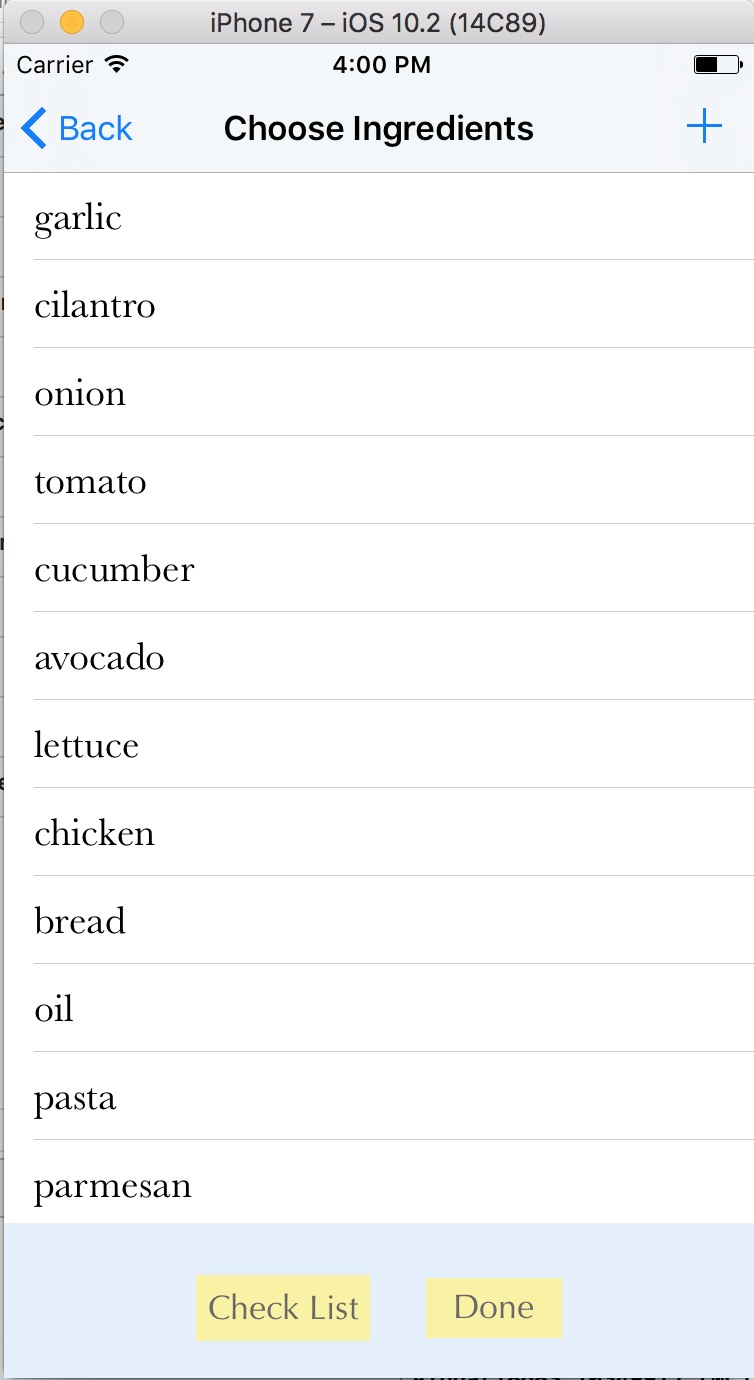 iPhone 7 – iOS 10.2 (14C89)
Carrier 4:00 PM
Back Choose Ingredients +
garlic
cilantro
onion
tomato
cucumber
avocado
lettuce
chicken
bread
oil
pasta
parmesan
Check List Done